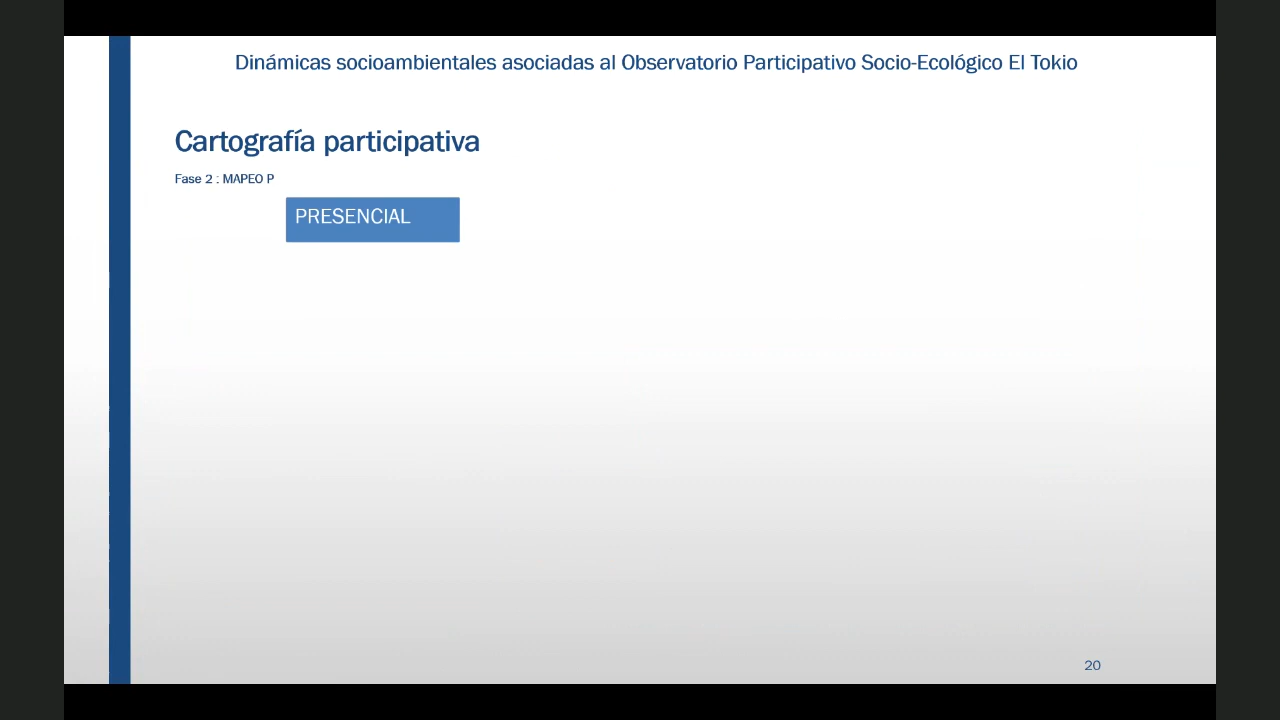 Dinámicas socioambientales asociadas al Observatorio Participativo Socio-Ecológico El Tokio
Cartografía participativa
Fase 2 : MAPEO P
PRESENCIAL
20